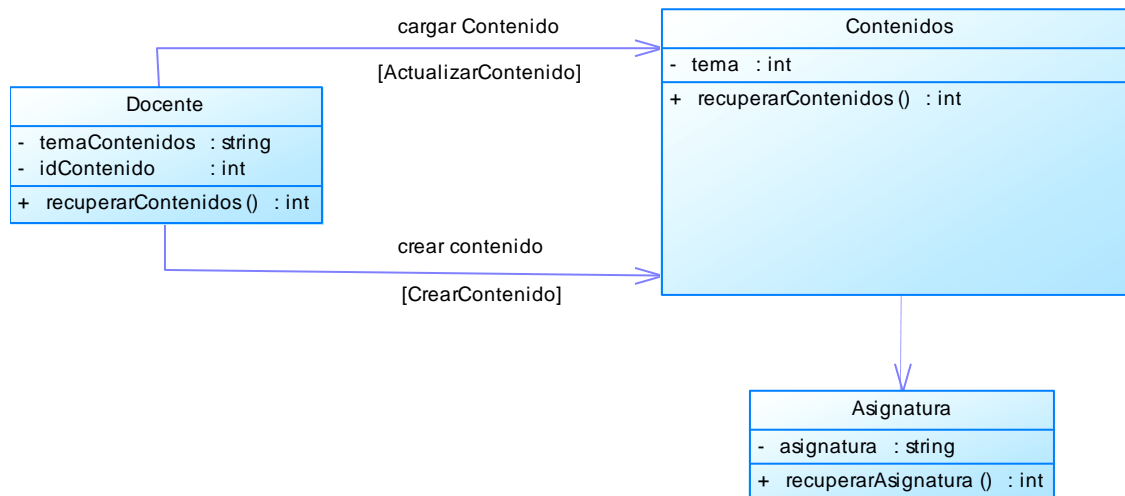 cargar Contenido
[ActualizarContenido]
Contenidos
- tema : int
+ recuperarContenidos () : int
Docente
- temaContenidos : string
- idContenido : int
+ recuperarContenidos () : int
crear contenido
[CrearContenido]
Asignatura
- asignatura : string
+ recuperarAsignatura () : int